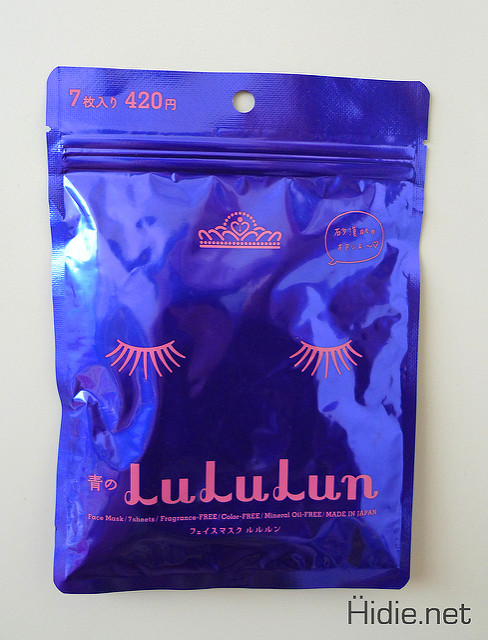 7枚入り 420円
青の LuLuLun
Face Mask/7sheets/Fragrance-FREE/Color-FREE/Mineral Oil-FREE/MADE IN JAPAN
フェイスマスク ルルルン
Hidie.net